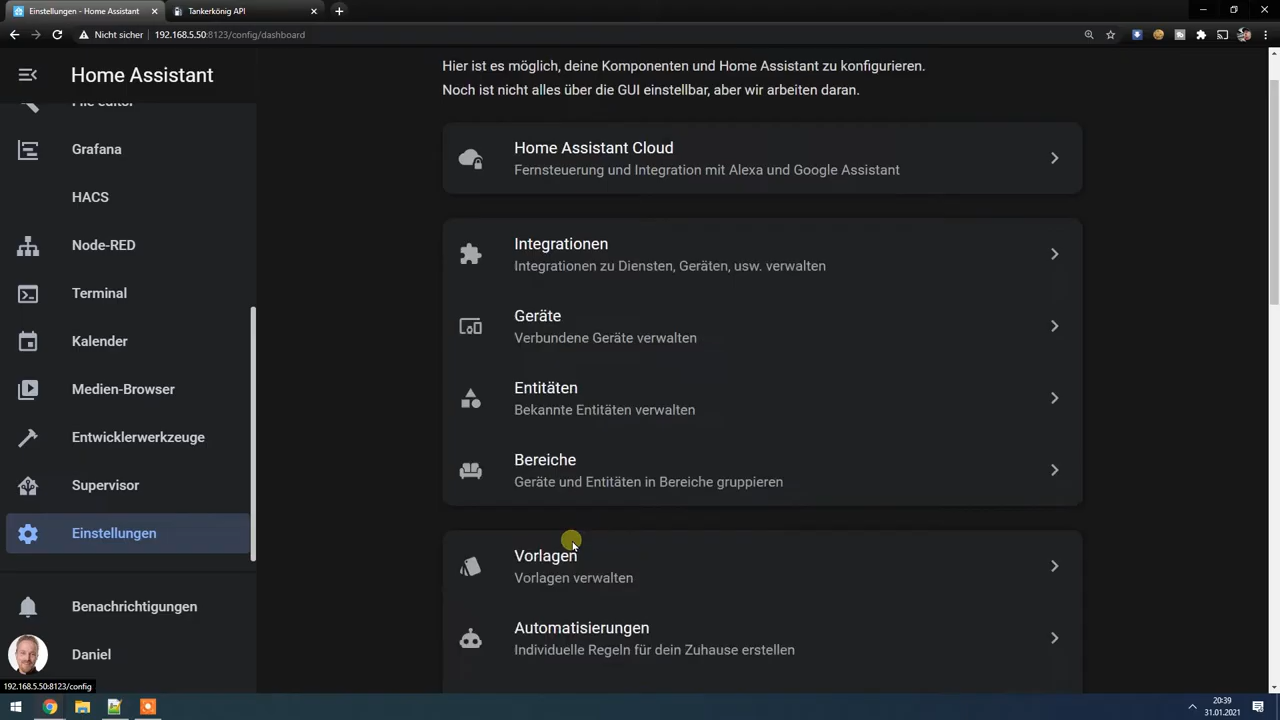 Einstellungen - Home Assistant
Tankerkönig API
Nicht sicher
192.168.5.50:8123/config/dashboard
Home Assistant
File editor
Grafana
HACS
Node-RED
Terminal
Kalender
Medien-Browser
Entwicklerwerkzeuge
Supervisor
Einstellungen
Benachrichtigungen
Daniel
192.168.5.50:8123/config
Hier ist es möglich, deine Komponenten und Home Assistant zu konfigurieren.
Noch ist nicht alles über die GUI einstellbar, aber wir arbeiten daran.
Home Assistant Cloud
Fernsteuerung und Integration mit Alexa und Google Assistant
Integrationen
Integrationen zu Diensten, Geräten, usw. verwalten
Geräte
Verbundene Geräte verwalten
Entitäten
Bekannte Entitäten verwalten
Bereiche
Geräte und Entitäten in Bereiche gruppieren
Vorlagen
Vorlagen verwalten
Automatisierungen
Individuelle Regeln für dein Zuhause erstellen
20:39
31.01.2021